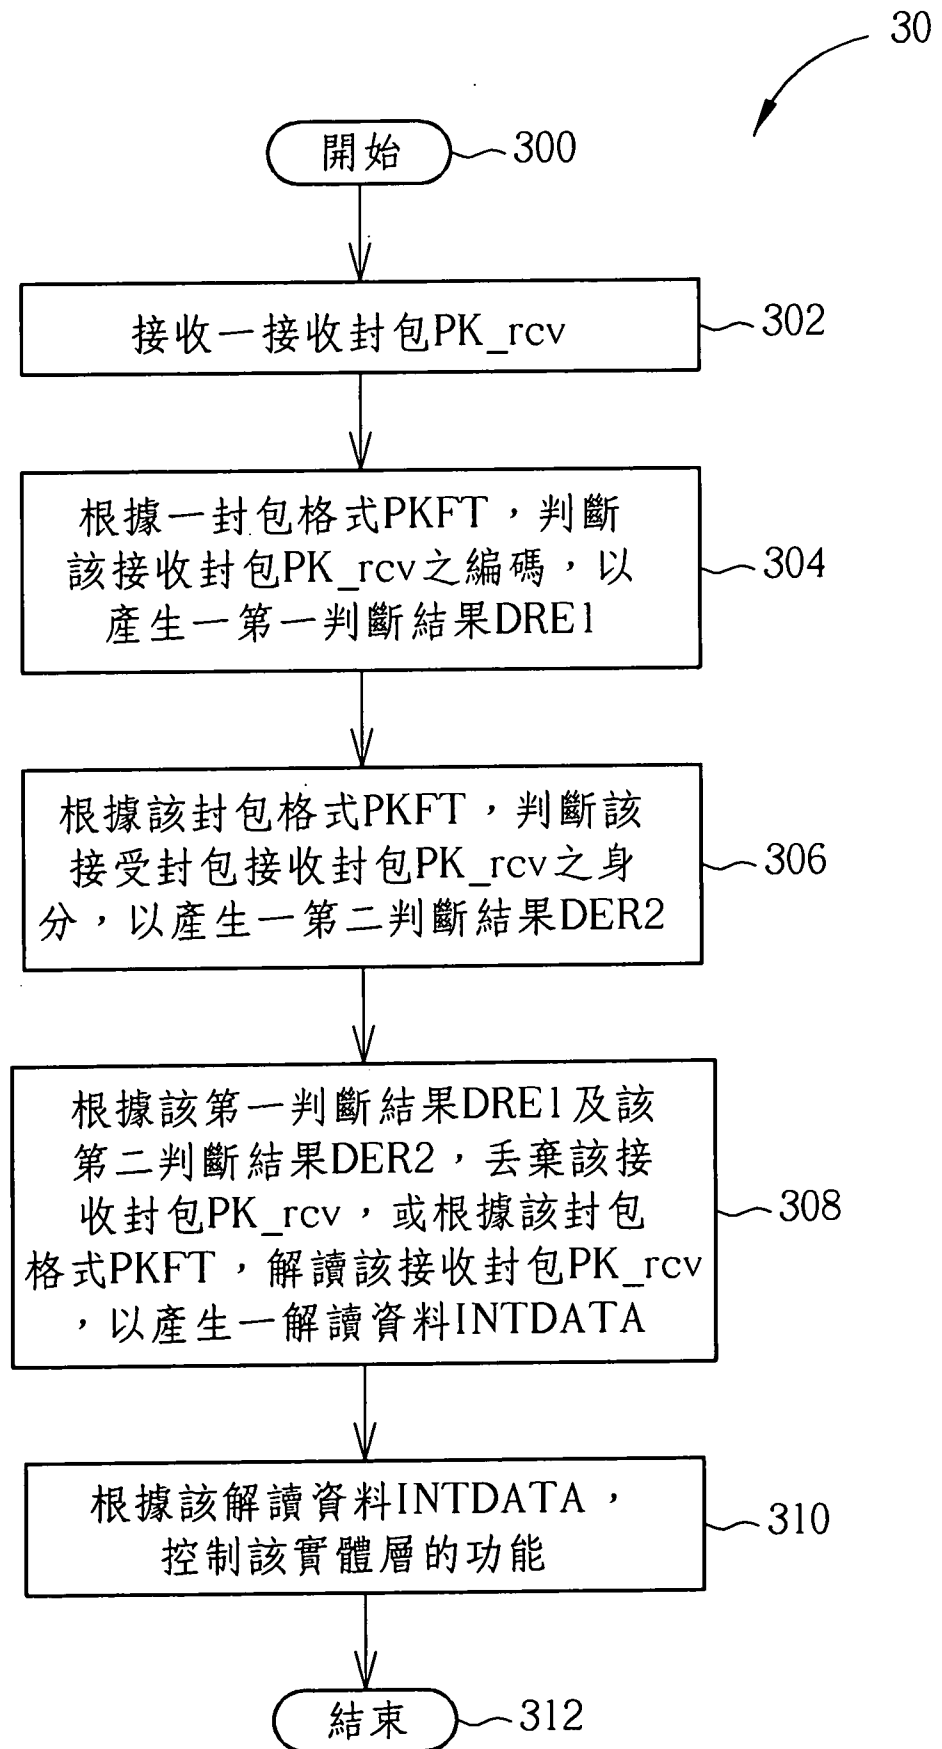 30
開始
300
接收一接收封包PK_rcv
302
根據一封包格式PKFT,判斷
該接收封包PK_rcv之編碼,以
產生一第一判斷結果DRE1
304
根據該封包格式PKFT,判斷該
接受封包接收封包PK_rcv之身
分,以產生一第二判斷結果DER2
306
根據該第一判斷結果DRE1及該
第二判斷結果DER2,丟棄該接
收封包PK_rcv,或根據該封包
格式PKFT,解讀該接收封包PK_rcv
,以產生一解讀資料INTDATA
308
根據該解讀資料INTDATA,
控制該實體層的功能
310
結束
312